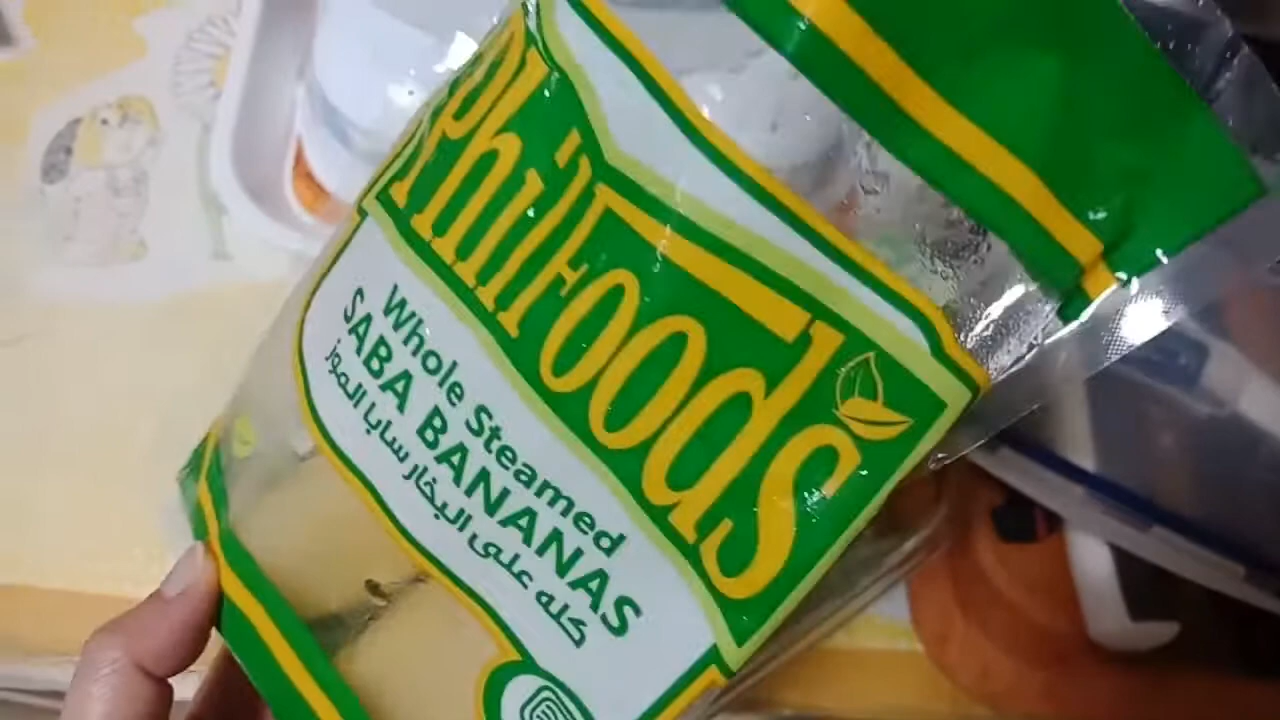 PhilFoods
Whole Steamed
SABA BANANAS
كله على البخار سابا الموز